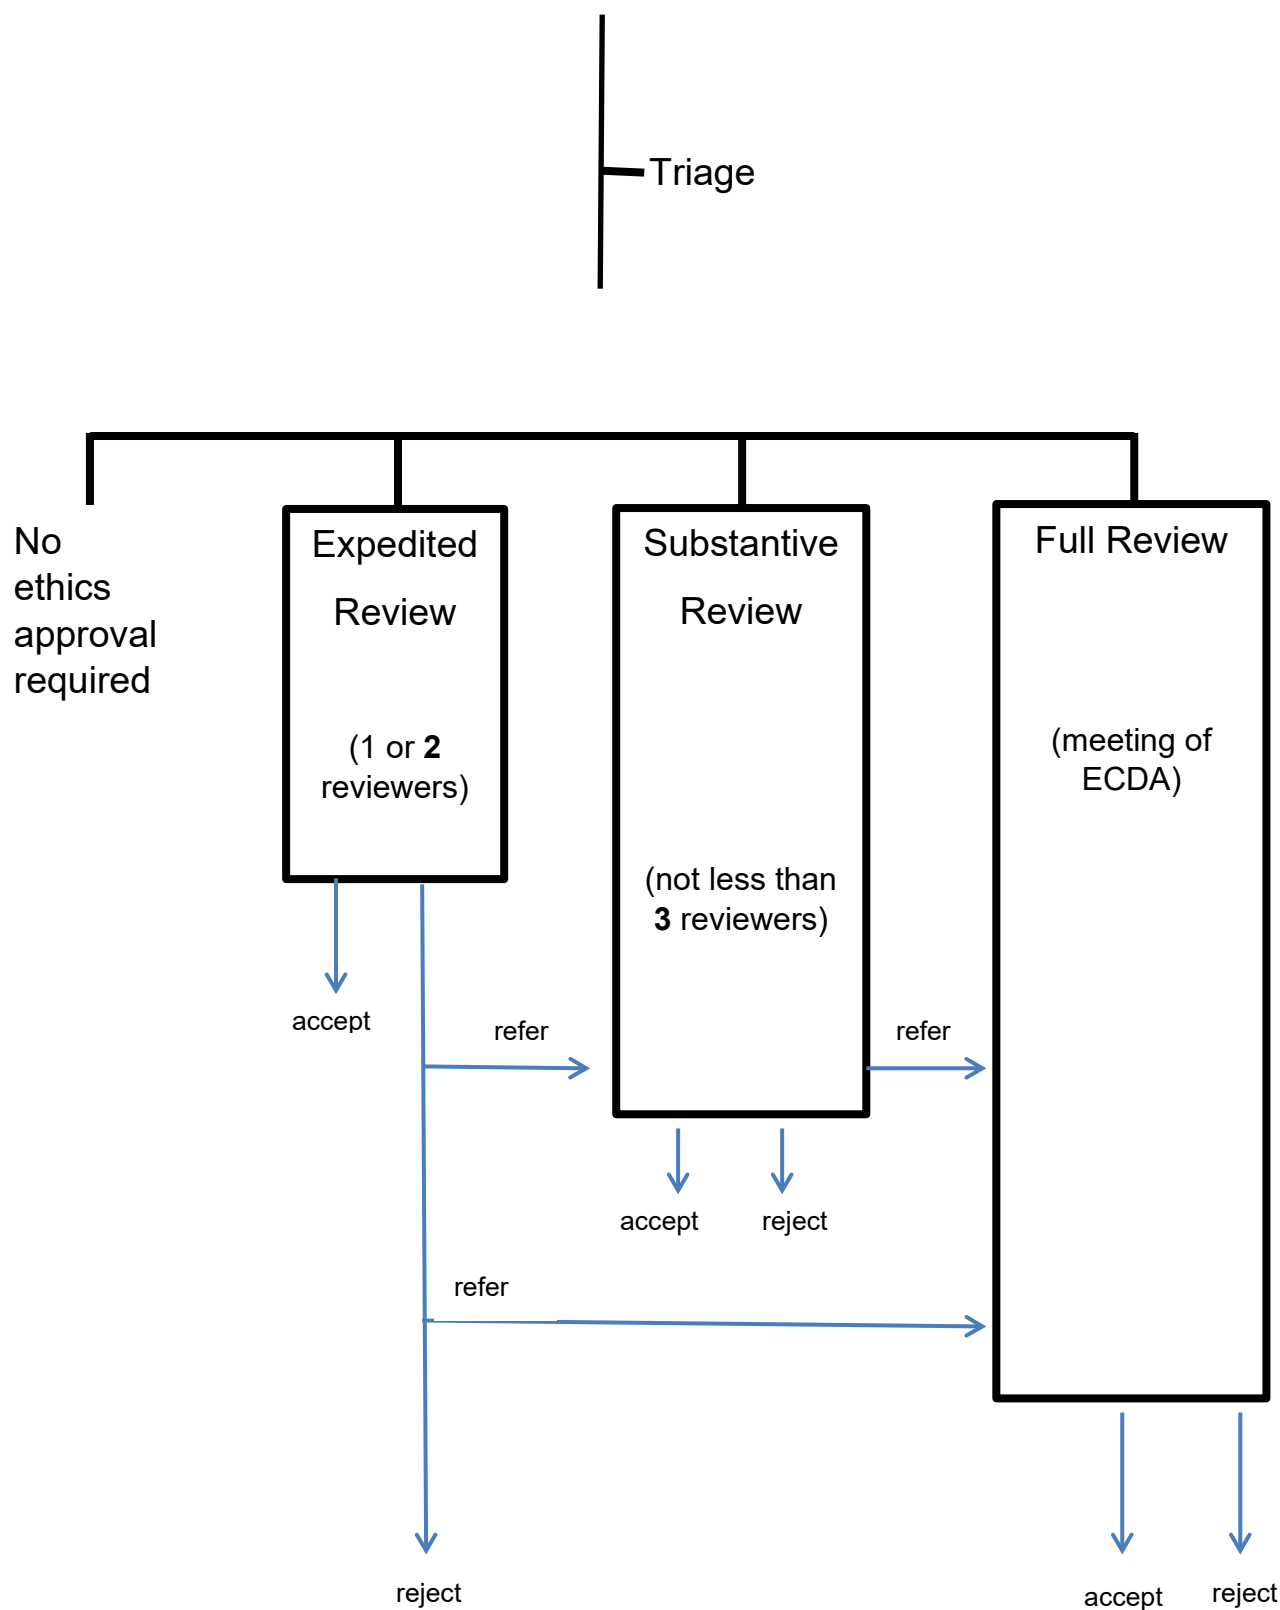 Triage
No
ethics
approval
required
Expedited
Review
(1 or 2
reviewers)
Substantive
Review
(not less than
3 reviewers)
Full Review
(meeting of
ECDA)
accept
refer
refer
accept
reject
refer
reject
accept
reject